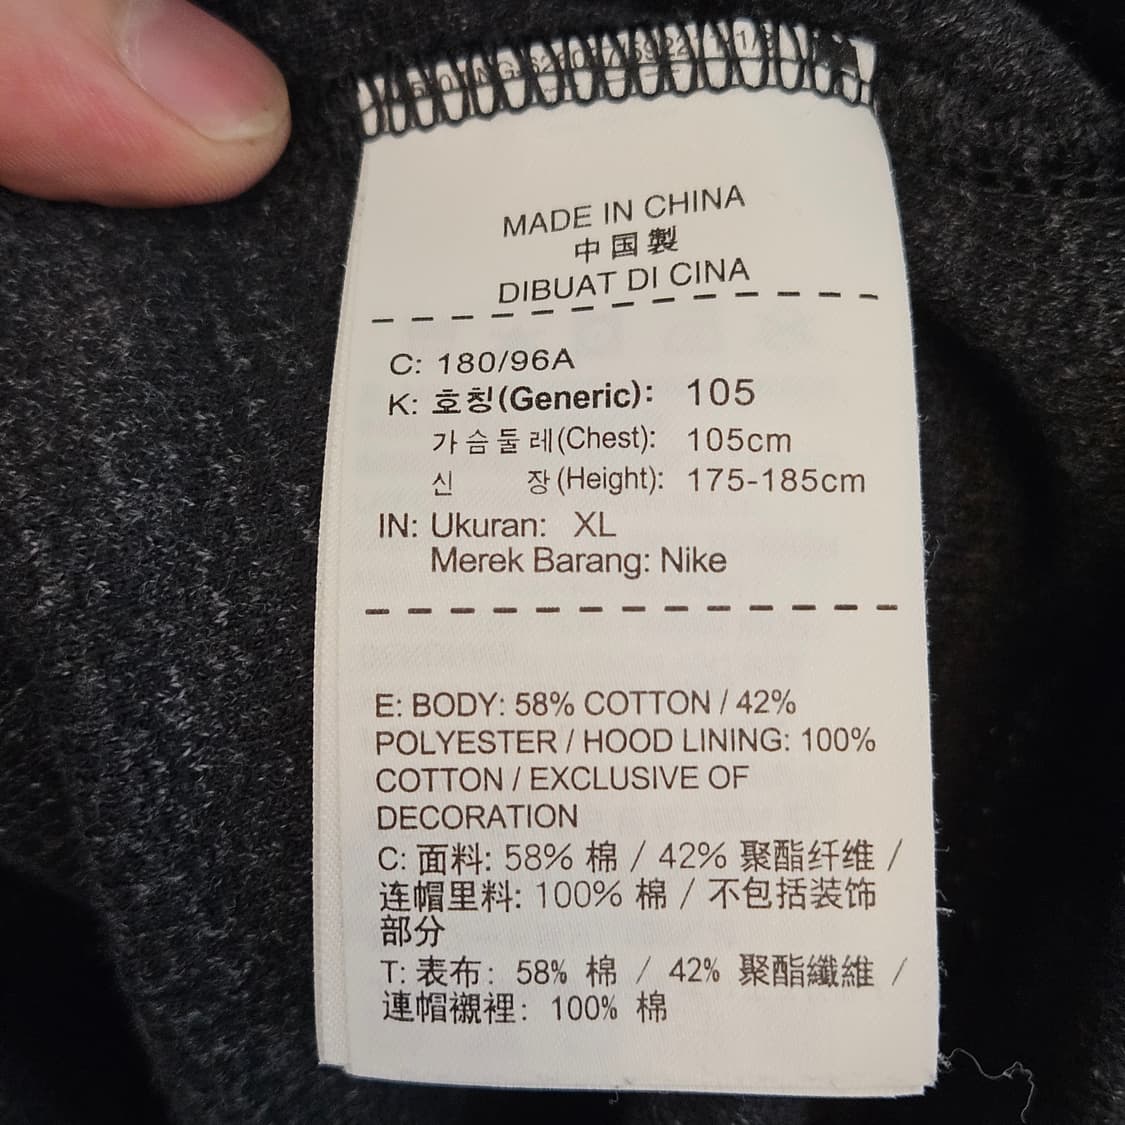 MADE IN CHINA
中国製
DIBUAT DI CINA
C: 180/96A
K: 호칭(Generic): 105
가슴둘레(Chest): 105cm
신 장(Height): 175-185cm
IN: Ukuran: XL
Merek Barang: Nike
E: BODY: 58% COTTON / 42%
POLYESTER / HOOD LINING: 100%
COTTON / EXCLUSIVE OF
DECORATION
C: 面料: 58% 棉 / 42% 聚酯纤维 /
连帽里料: 100% 棉 / 不包括装饰
部分
T: 表布: 58% 棉 / 42% 聚酯纖維 /
連帽襯裡: 100% 棉